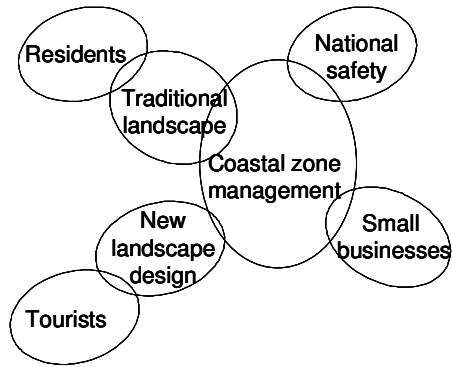 Residents
National
safety
Traditional
landscape
Coastal zone
management
New
landscape
design
Small
businesses
Tourists